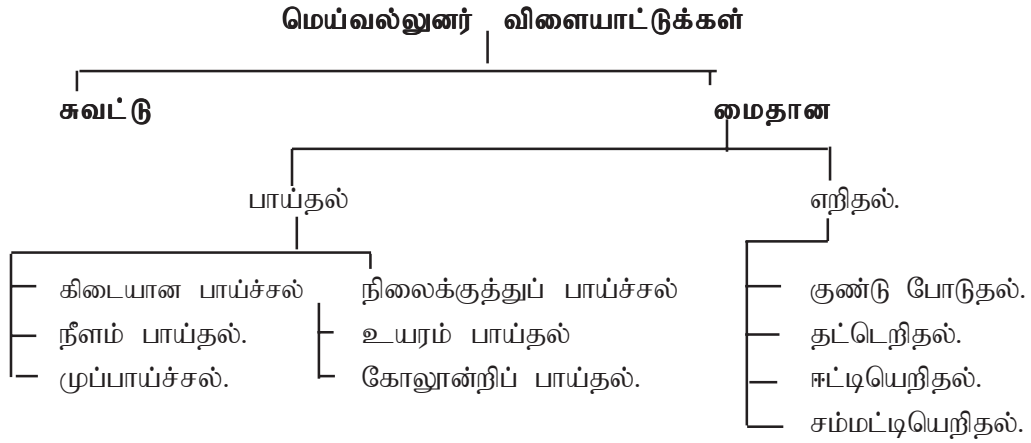 மெய்வல்லுனர் விளையாட்டுக்கள்
சுவட்டு மைதான
பாய்தல் எறிதல்.
கிடையான பாய்ச்சல் நிலைக்குத்துப் பாய்ச்சல் குண்டு போடுதல்.
நீளம் பாய்தல். உயரம் பாய்தல் தட்டெறிதல்.
முப்பாய்ச்சல். கோலூன்றிப் பாய்தல். ஈட்டியெறிதல்.
சம்மட்டியெறிதல்.